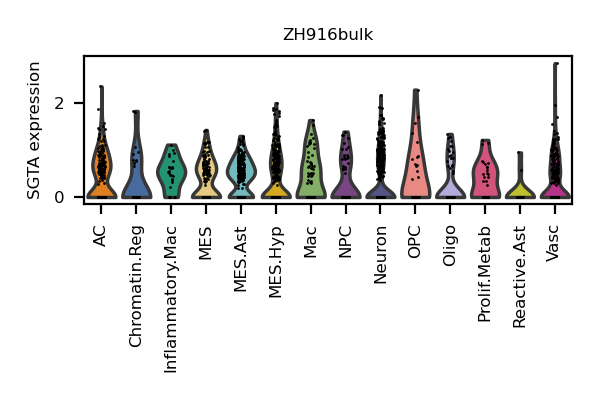 ZH916bulk
SGTA expression
2
0
AC
Chromatin.Reg
Inflammatory.Mac
MES
MES.Ast
MES.Hyp
Mac
NPC
Neuron
OPC
Oligo
Prolif.Metab
Reactive.Ast
Vasc